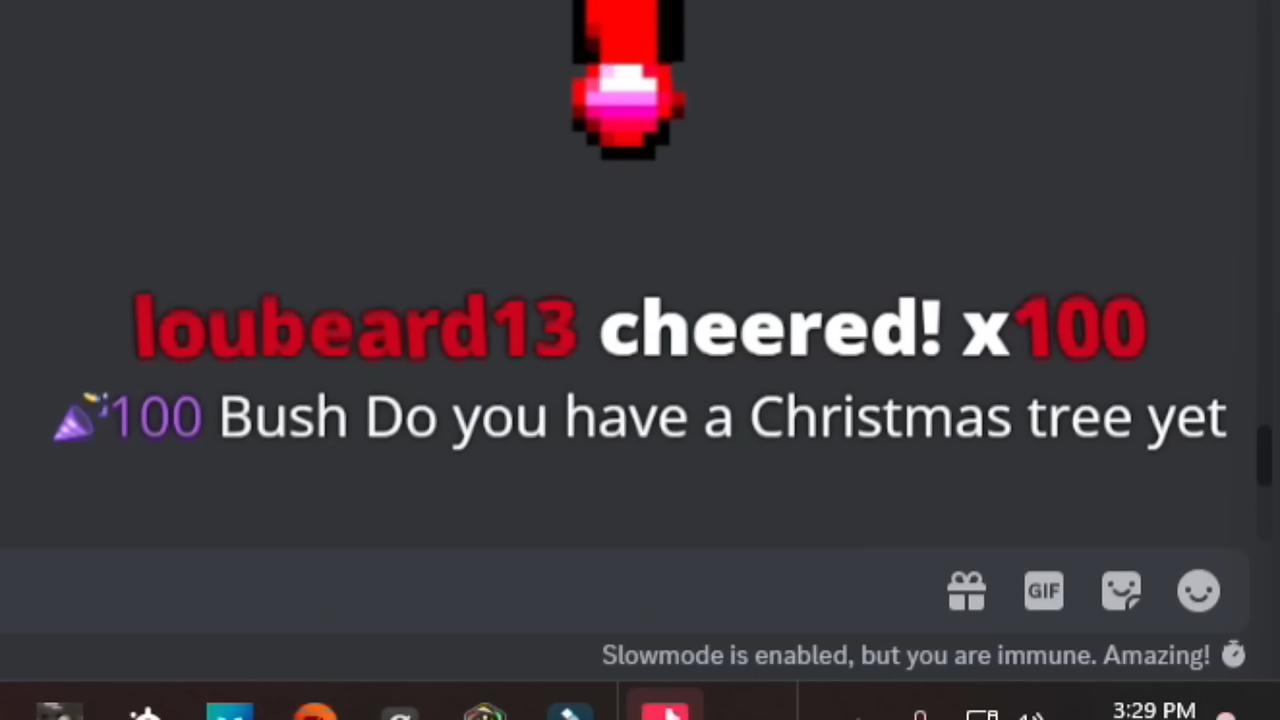 loubeard13 cheered! x100
100 Bush Do you have a Christmas tree yet
GIF
Slowmode is enabled, but you are immune. Amazing!
3:29 PM